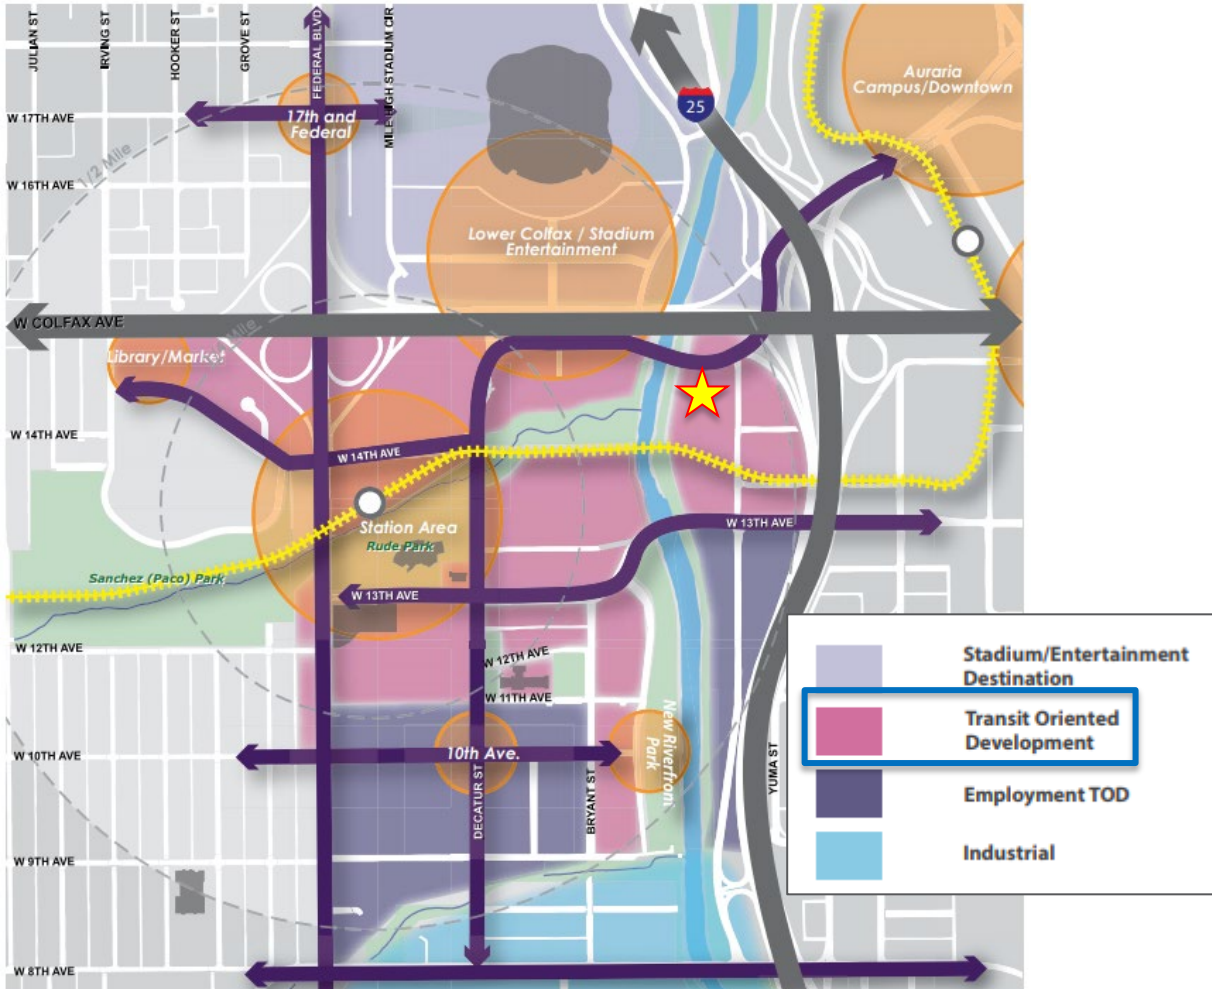 JULIAN ST
IRVING ST
HOOKER ST
GROVE ST
FEDERAL BLVD
MILE HIGH STADIUM CIR
25
Auraria
Campus/Downtown
W 17TH AVE
17th and
Federal
1/2 Mile
W 16TH AVE
Lower Colfax / Stadium
Entertainment
W COLFAX AVE
Mile
Library/Market
W 14TH AVE
W 14TH AVE
Station Area
Rude Park
W 13TH AVE
Sanchez (Paco) Park
W 13TH AVE
W 12TH AVE
W 12TH AVE
W 11TH AVE
New Riverfront
Park
W 10TH AVE
10th Ave.
DECATUR ST
BRYANT ST
YUMA ST
W 9TH AVE
W 8TH AVE
Stadium/Entertainment
Destination
Transit Oriented
Development
Employment TOD
Industrial